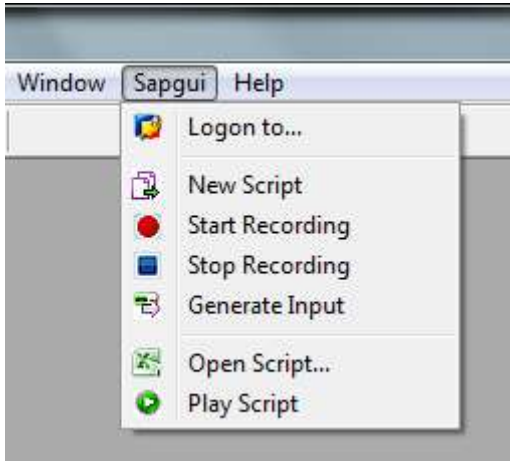 Window Sapgui Help
Logon to...
New Script
Start Recording
Stop Recording
Generate Input
Open Script...
Play Script